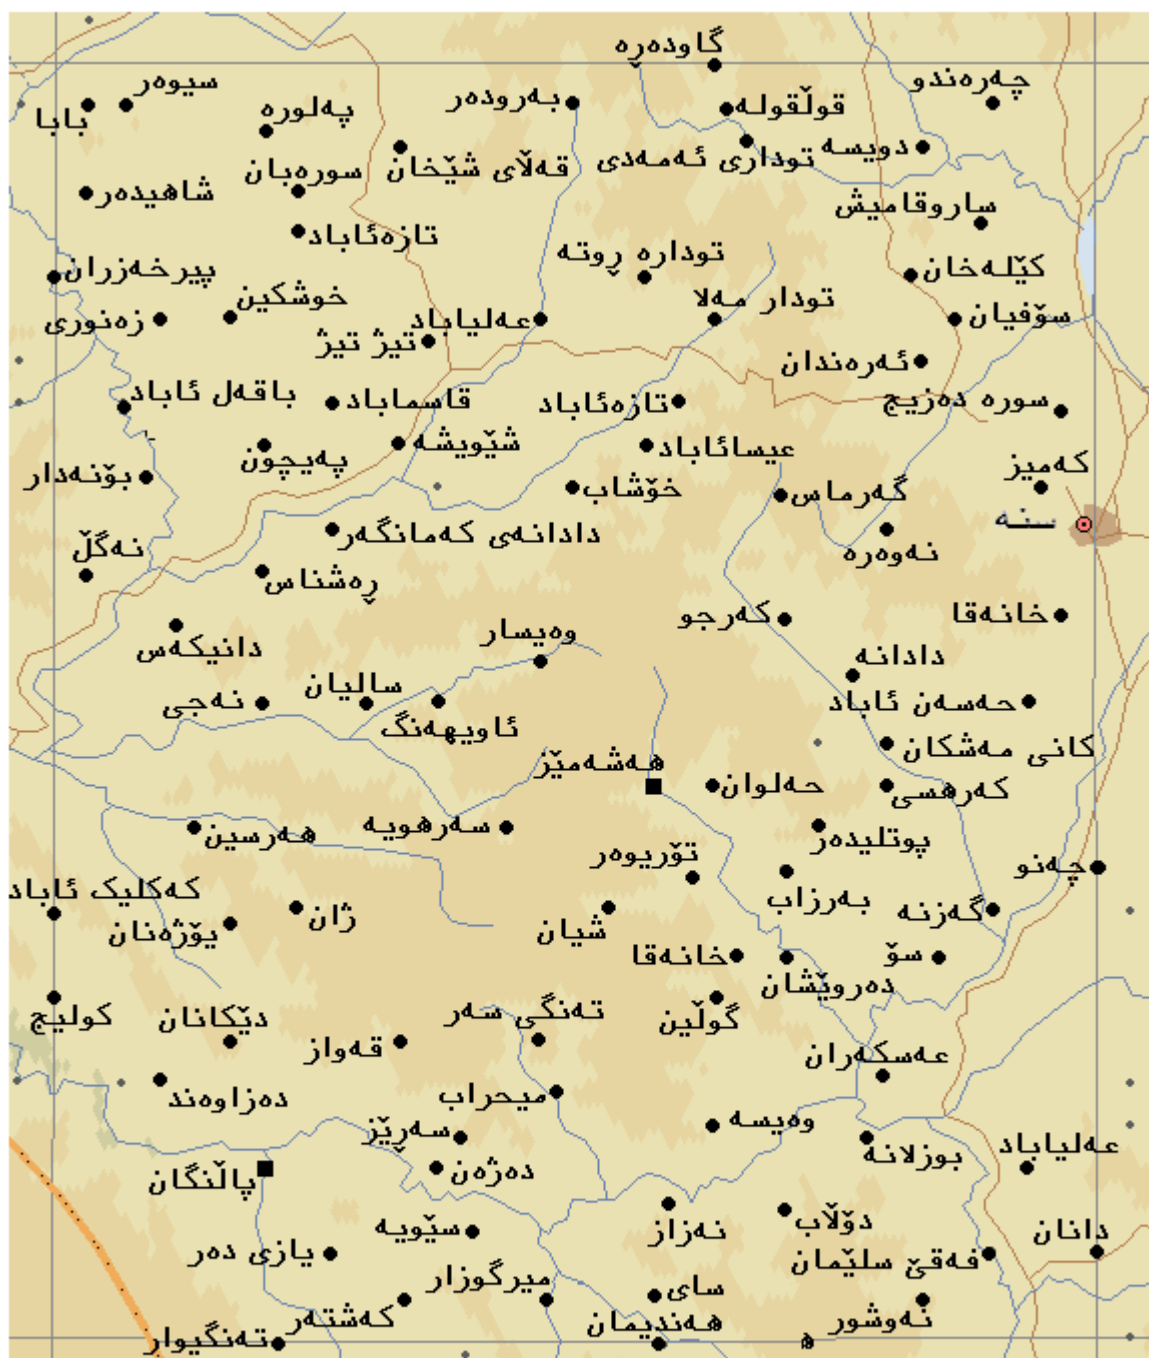 گاودەڕە
سیوەر
بابا
پەلورە
بەرودەر
قوڵقولە
چەرەندو
قەڵای شێخان
توداری ئەمەدی
دویسە
سورەبان
شاهیدەر
ساروقامیش
تازەئاباد
تودارە ڕوتە
کێلەخان
پیرخەزران
خوشکین
تودار مەلا
زەنوری
عەلیاباد
سۆفیان
تیژ تیژ
ئەرەندان
باقەل ئاباد
قاسماباد
تازەئاباد
سورە دەزیج
پەیچون
شێویشە
عیسائاباد
کەمیز
بۆنەدار
خۆشاب
گەرماس
سنە
دادانەی کەمانگەر
نەوەرە
نەگڵ
ڕەشناس
کەرجو
خانەقا
دانیکەس
وەیسار
دادانە
نەجی
سالیان
ئاویهەنگ
حەسەن ئاباد
کانی مەشکان
هەشەمێز
حەلوان
کەرهسی
هەرسین
سەرهویە
پوتلیدەر
تۆریوەر
چەنو
بەرزاب
کەکلیک ئاباد
ژان
شیان
گەزنە
یۆژەنان
خانەقا
سۆ
دەروێشان
گوڵین
کولیج
دێکانان
تەنگی سەر
قەواز
عەسکەران
دەزاوەند
میحراب
وەیسە
سەڕێز
بوزلانە
عەلیاباد
پاڵنگان
دەژەن
نەزاز
دۆڵاب
سێویە
دانان
یازی دەر
فەقێ سلێمان
میرگوزار
سای
کەشتەر
نەوشور
تەنگیوار
هەندیمان
ھ